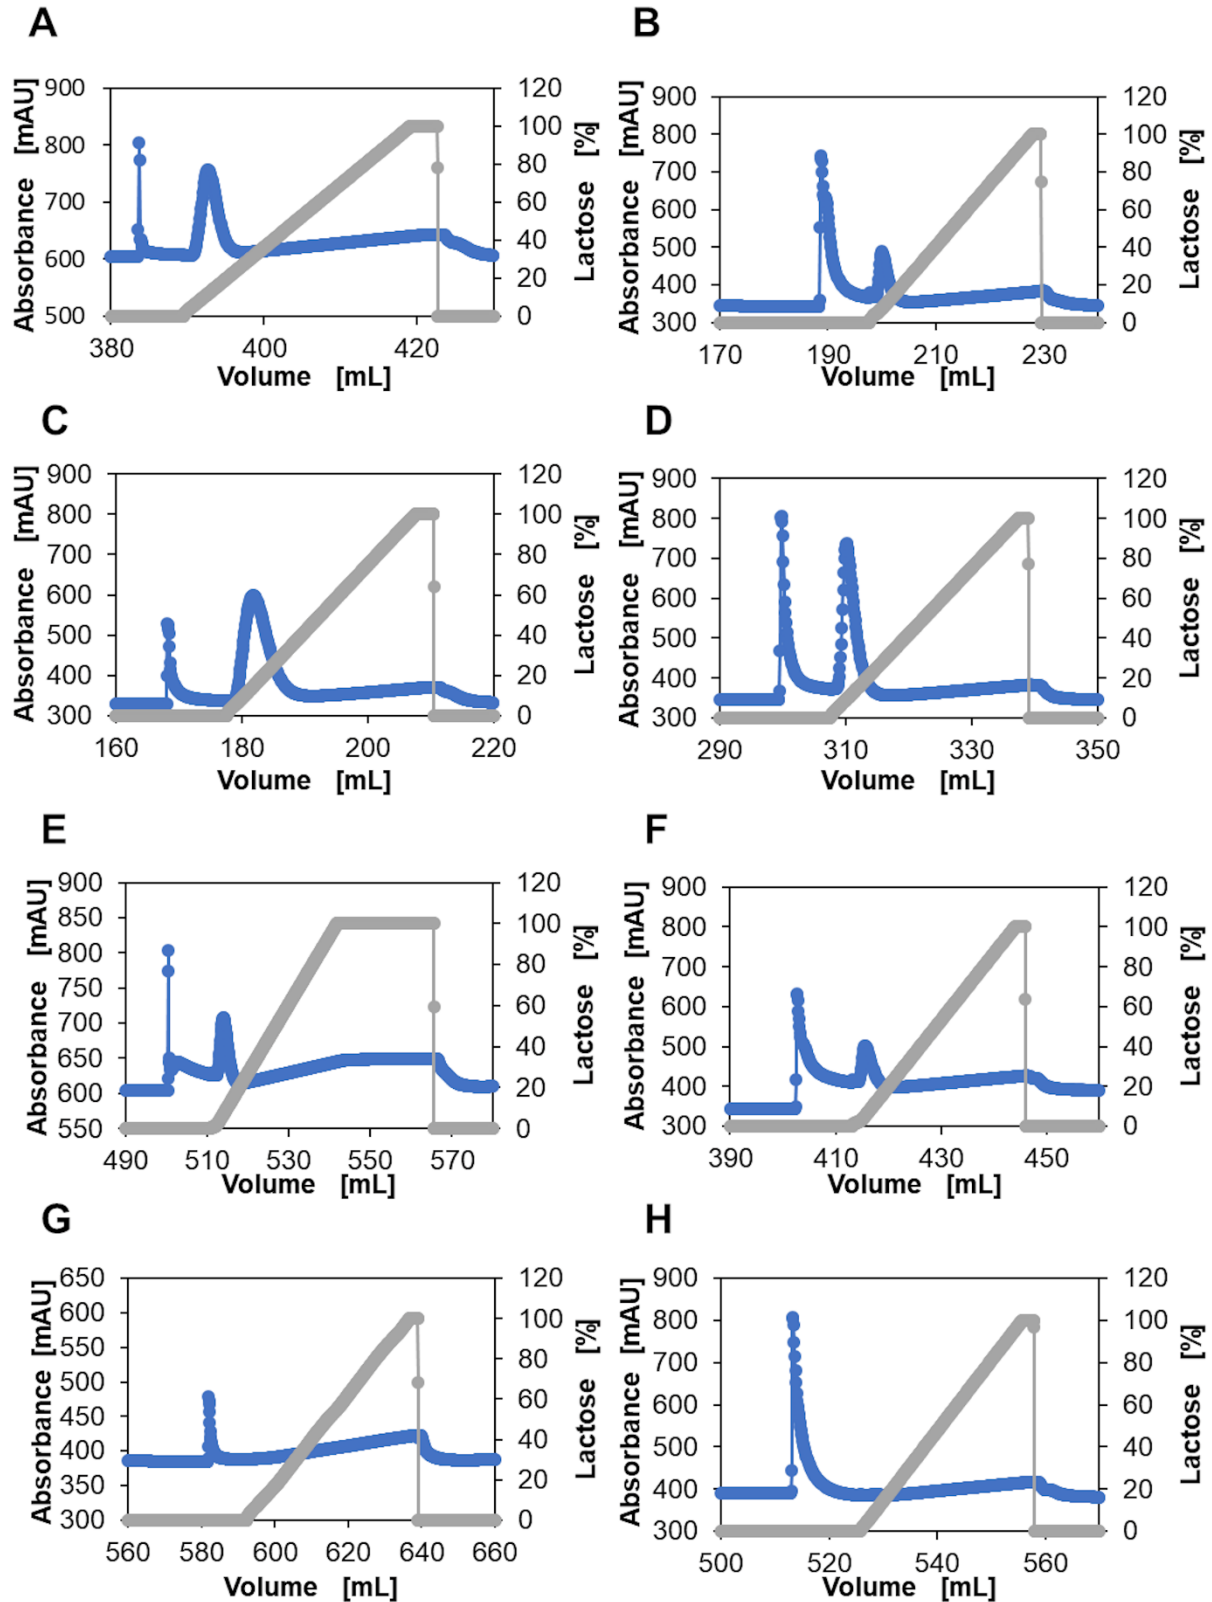 A
B
Absorbance [mAU]
900
800
700
600
500
120
100
80
60
40
20
0
Lactose [%]
380 400 420
Volume [mL]
Absorbance [mAU]
900
800
700
600
500
400
300
120
100
80
60
40
20
0
Lactose [%]
170 190 210 230
Volume [mL]
C
D
Absorbance [mAU]
900
800
700
600
500
400
300
120
100
80
60
40
20
0
Lactose [%]
160 180 200 220
Volume [mL]
Absorbance [mAU]
900
800
700
600
500
400
300
120
100
80
60
40
20
0
Lactose [%]
290 310 330 350
Volume [mL]
E
F
Absorbance [mAU]
900
850
800
750
700
650
600
550
120
100
80
60
40
20
0
Lactose [%]
490 510 530 550 570
Volume [mL]
Absorbance [mAU]
900
800
700
600
500
400
300
120
100
80
60
40
20
0
Lactose [%]
390 410 430 450
Volume [mL]
G
H
Absorbance [mAU]
650
600
550
500
450
400
350
300
120
100
80
60
40
20
0
Lactose [%]
560 580 600 620 640 660
Volume [mL]
Absorbance [mAU]
900
800
700
600
500
400
300
120
100
80
60
40
20
0
Lactose [%]
500 520 540 560
Volume [mL]